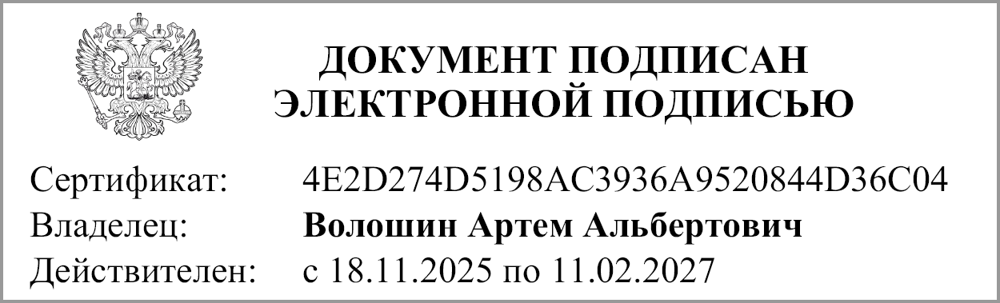 ДОКУМЕНТ ПОДПИСАН
ЭЛЕКТРОННОЙ ПОДПИСЬЮ
Сертификат: 4E2D274D5198AC3936A9520844D36C04
Владелец: Волошин Артем Альбертович
Действителен: с 18.11.2025 по 11.02.2027